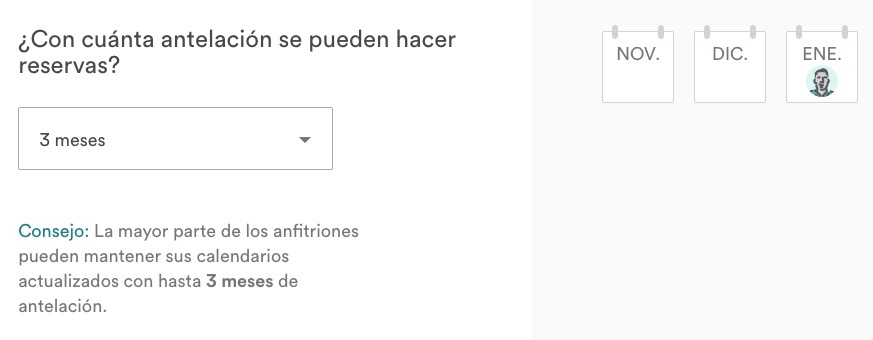 ¿Con cuánta antelación se pueden hacer
reservas?
3 meses
Consejo: La mayor parte de los anfitriones
pueden mantener sus calendarios
actualizados con hasta 3 meses de
antelación.
NOV.
DIC.
ENE.